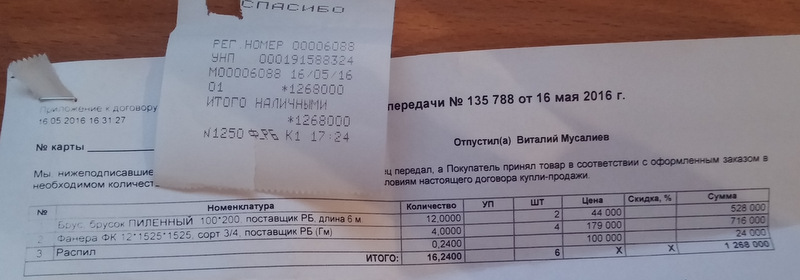 СПАСИБО
РЕГ.НОМЕР 00006088
УНП 000191588324
М00006088 16/05/16
01 *1268000
ИТОГО НАЛИЧНЫМИ
*1268000
№1250 К1 17:24
Приложение к договору
16.05.2016 16:31:27
передачи № 135 788 от 16 мая 2016 г.
№ карты
Отпустил(а) Виталий Мусалиев
Мы, нижеподписавшие
ец передал, а Покупатель принял товар в соответствии с оформленным заказом в
необходимом количест
ловиям настоящего договора купли-продажи.
№ Номенклатура Количество УП ШТ Цена Скидка, % Сумма
Брус, брусок ПИЛЕННЫЙ 100*200, поставщик РБ, длина 6 м 12,0000 2 44 000 528 000
2 Фанера ФК 12*1525*1525, сорт 3/4, поставщик РБ (Гм) 4,0000 4 179 000 716 000
3 Распил 0,2400 100 000 24 000
ИТОГО: 16,2400 6 X X 1 268 000